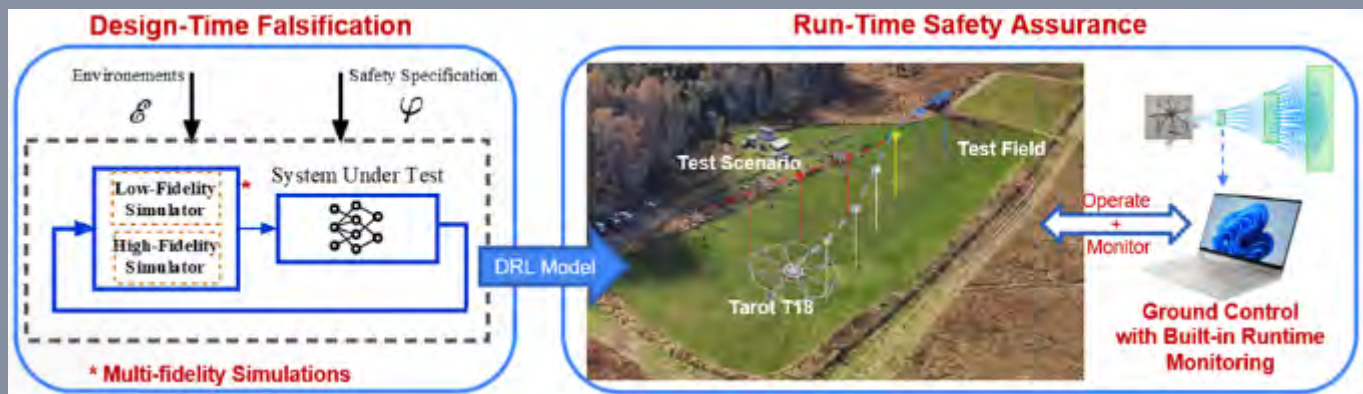 Design-Time Falsification
Run-Time Safety Assurance
Environements
ℰ
Safety Specification
φ
System Under Test
Low-Fidelity
Simulator
*
High-Fidelity
Simulator
* Multi-fidelity Simulations
DRL Model
Test Scenario
Test Field
Tarot T18
Operate
+
Monitor
Ground Control
with Built-in Runtime
Monitoring